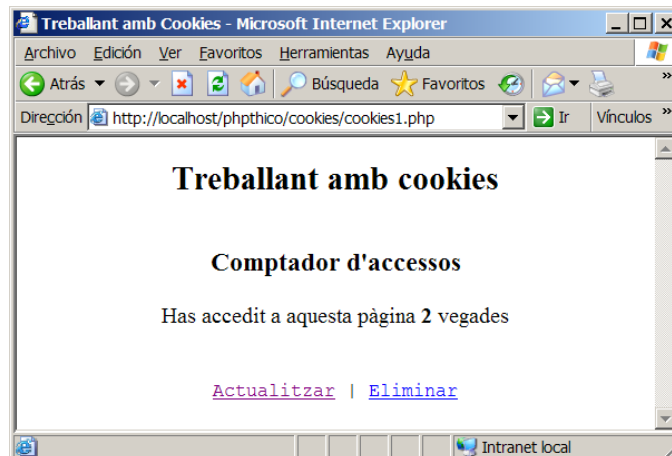 Treballant amb Cookies - Microsoft Internet Explorer
Archivo Edición Ver Favoritos Herramientas Ayuda
Atrás Búsqueda Favoritos »
Dirección http://localhost/phpthico/cookies/cookies1.php Ir Vínculos »
Treballant amb cookies
Comptador d'accessos
Has accedit a aquesta pàgina 2 vegades
Actualitzar | Eliminar
Intranet local